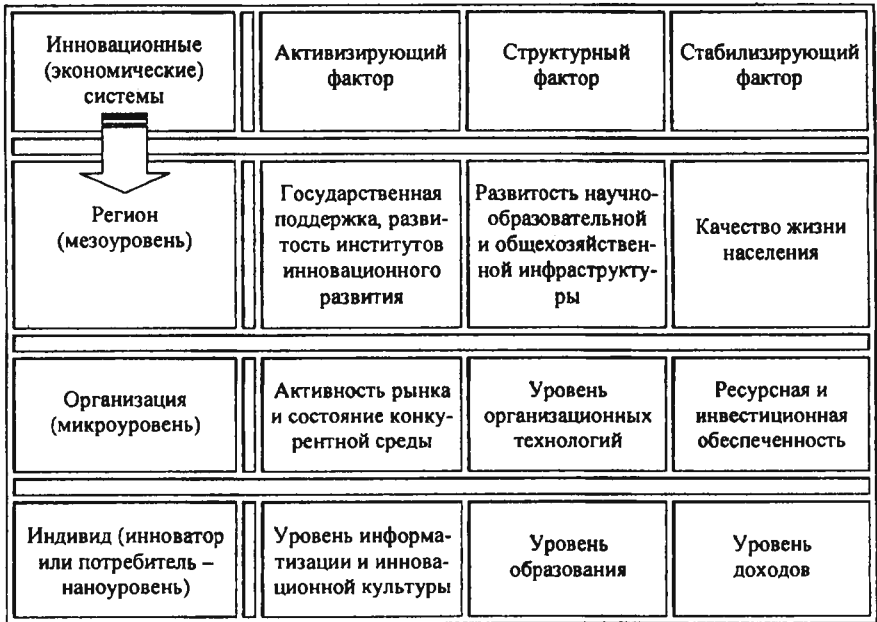 Инновационные
(экономические)
системы
Активизирующий
фактор
Структурный
фактор
Стабилизирующий
фактор
Регион
(мезоуровень)
Государственная
поддержка, разви-
тость институтов
инновационного
развития
Развитость научно-
образовательной
и общехозяйствен-
ной инфраструкту-
ры
Качество жизни
населения
Организация
(микроуровень)
Активность рынка
и состояние конку-
рентной среды
Уровень
организационных
технологий
Ресурсная и
инвестиционная
обеспеченность
Индивид (инноватор
или потребитель –
наноуровень)
Уровень информа-
тизации и иннова-
ционной культуры
Уровень
образования
Уровень
доходов